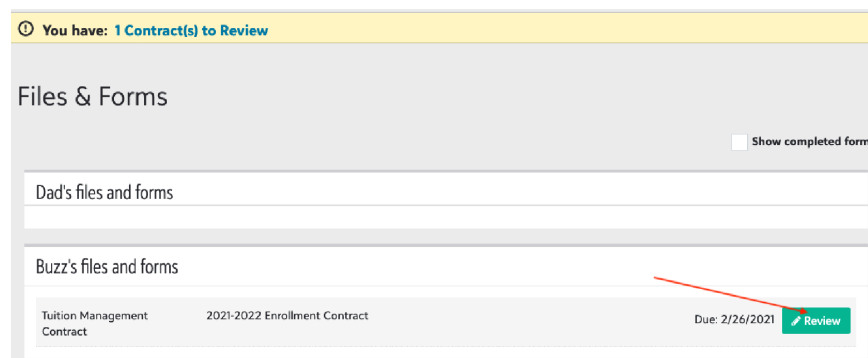 You have: 1 Contract(s) to Review
Files & Forms
Show completed form
Dad's files and forms
Buzz's files and forms
Tuition Management Contract
2021-2022 Enrollment Contract
Due: 2/26/2021
Review